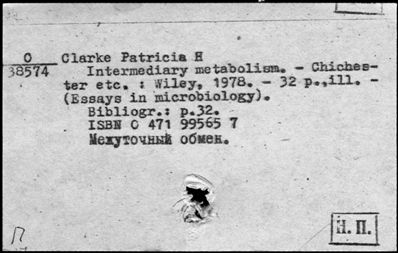 О
38574
Clarke Patricia H
Intermediary metabolism. - Chiches-
ter etc. : Wiley, 1978. - 32 p.,ill. -
(Essays in microbiology).
Bibliogr.: p.32.
ISBN 0 471 99565 7
Межуточный обмен.
П
Н. П.